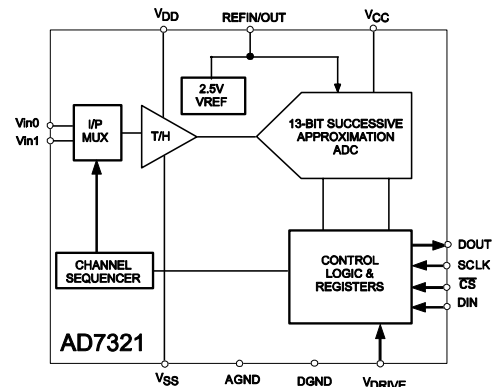 VDD
REFIN/OUT
VCC
2.5V
VREF
Vin0
Vin1
I/P
MUX
T/H
13-BIT SUCCESSIVE
APPROXIMATION
ADC
CHANNEL
SEQUENCER
CONTROL
LOGIC &
REGISTERS
DOUT
SCLK
CS
DIN
AD7321
VSS
AGND
DGND
VDRIVE